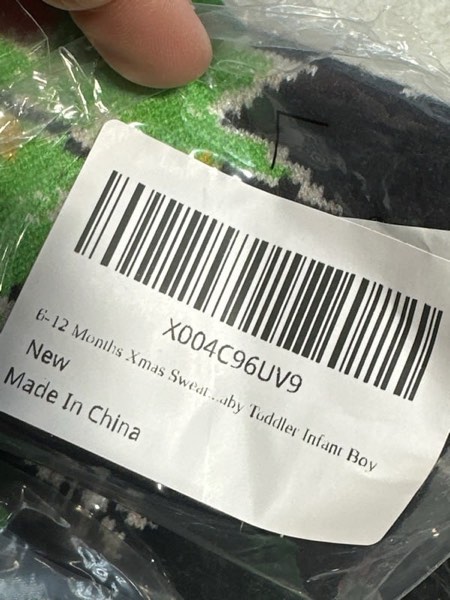 X004C96UV9
6-12 Months Xmas Sweat...aby Toddler Infant Boy
New
Made In China